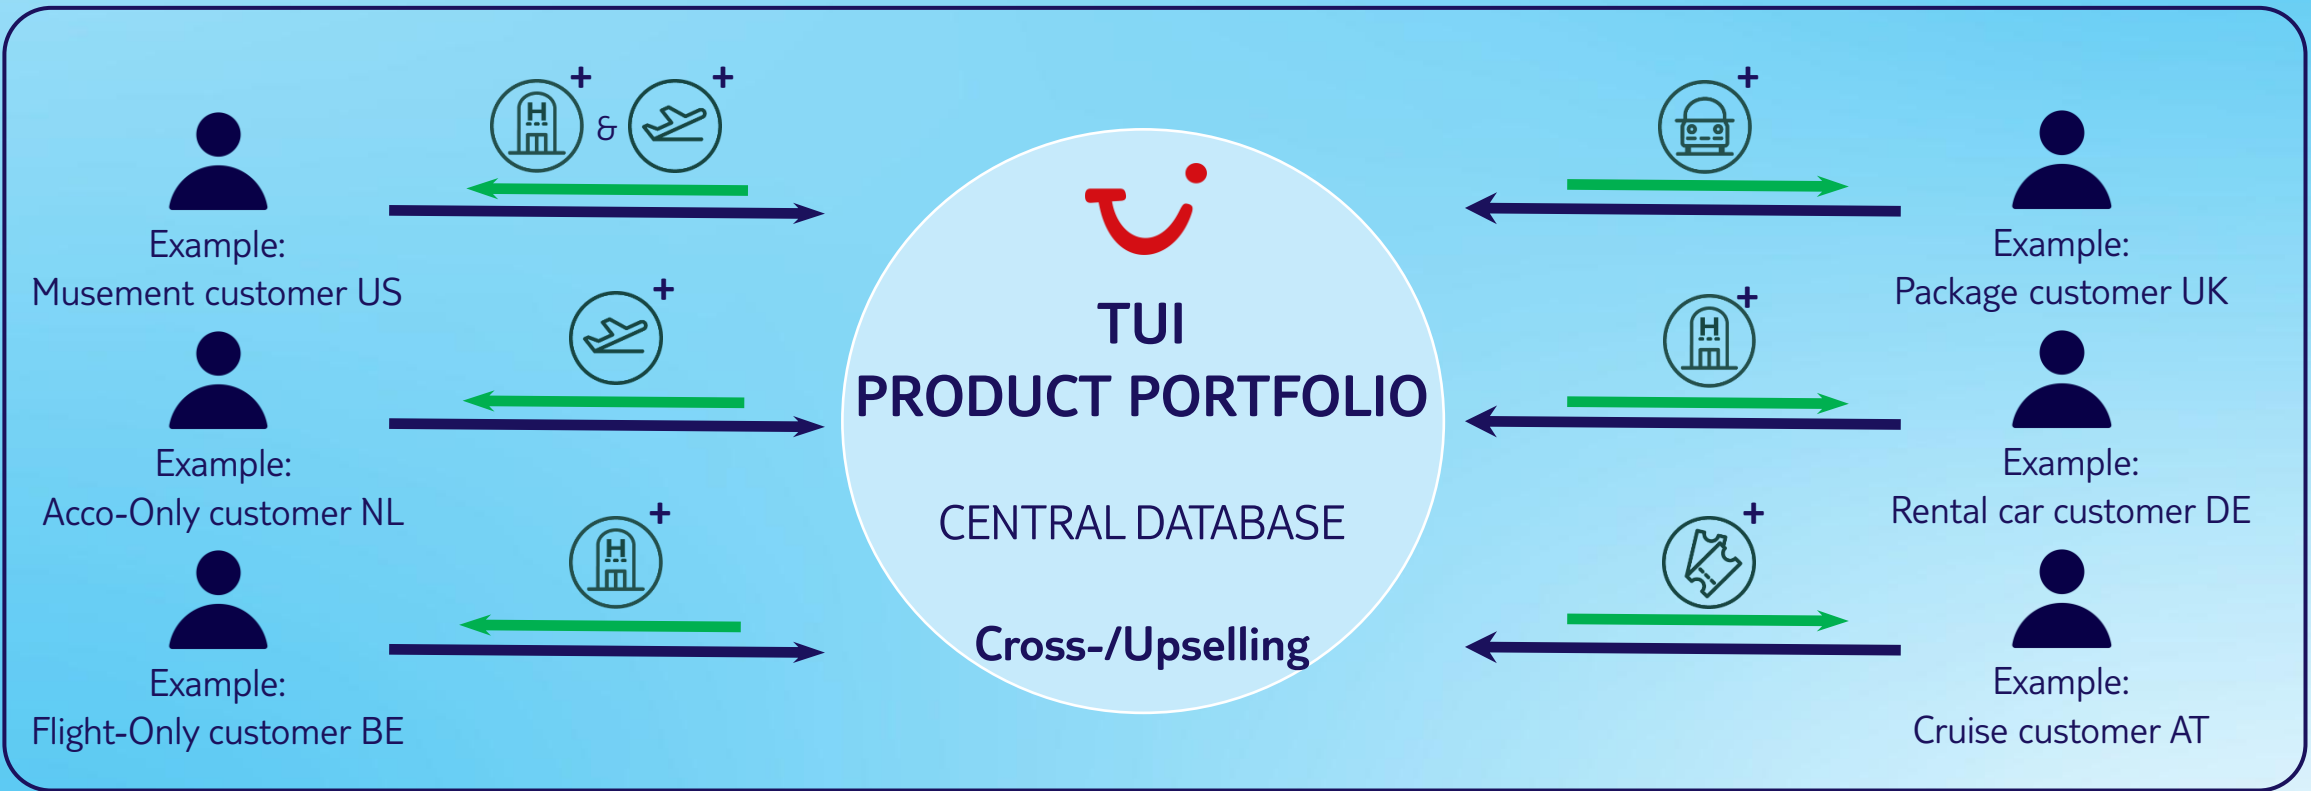 +
+
&
Example:
Musement customer US
+
Example:
Acco-Only customer NL
+
Example:
Flight-Only customer BE
TUI
PRODUCT PORTFOLIO
CENTRAL DATABASE
Cross-/Upselling
+
Example:
Package customer UK
+
Example:
Rental car customer DE
+
Example:
Cruise customer AT
H
H
H